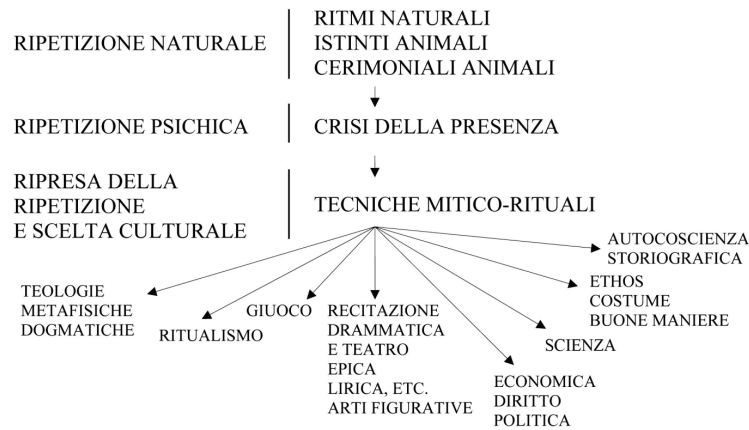 RIPETIZIONE NATURALE
RITMI NATURALI
ISTINTI ANIMALI
CERIMONIALI ANIMALI
RIPETIZIONE PSICHICA
CRISI DELLA PRESENZA
RIPRESA DELLA
RIPETIZIONE
E SCELTA CULTURALE
TECNICHE MITICO-RITUALI
TEOLOGIE
METAFISICHE
DOGMATICHE
RITUALISMO
GIUOCO
RECITAZIONE
DRAMMATICA
E TEATRO
EPICA
LIRICA, ETC.
ARTI FIGURATIVE
ECONOMICA
DIRITTO
POLITICA
SCIENZA
ETHOS
COSTUME
BUONE MANIERE
AUTOCOSCIENZA
STORIOGRAFICA